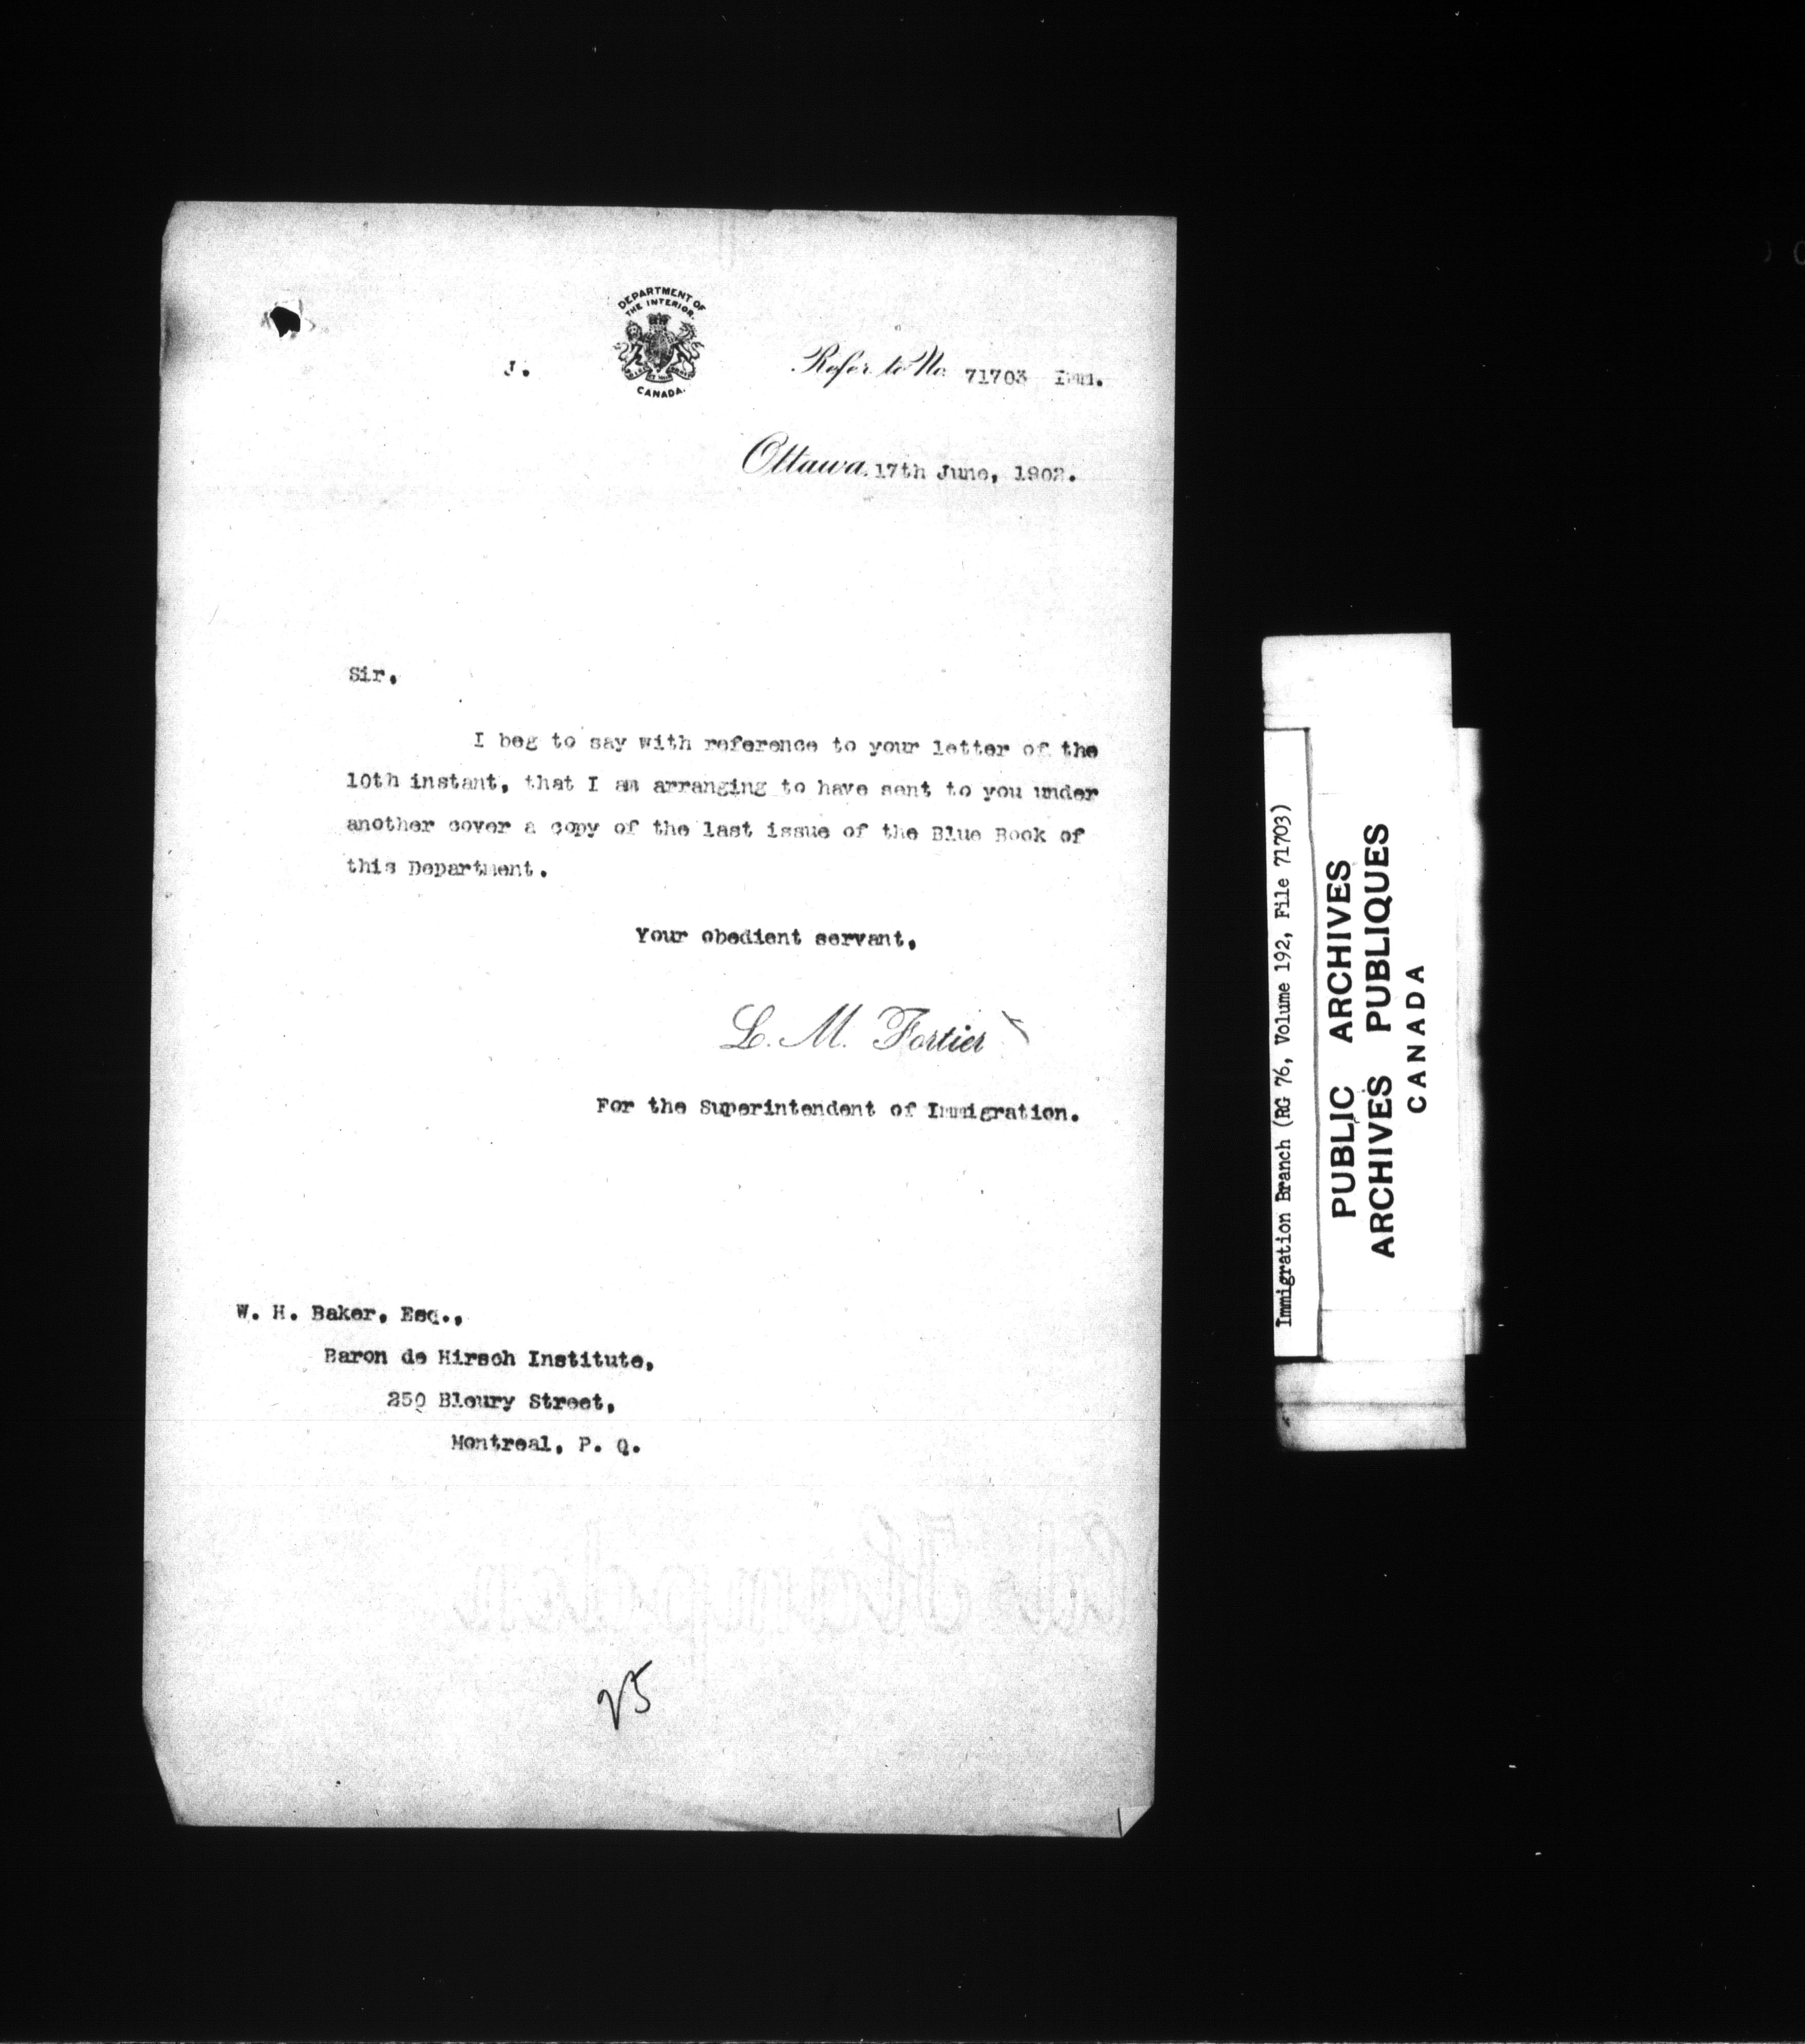 DEPARTMENT OF
THE INTERIOR.
CANADA.
J.
Refer to No 71703 Imm.
Ottawa, 17th June, 1902.
Sir,
I beg to say with reference to your letter of the
10th instant, that I am arranging to have sent to you under
another cover a copy of the last issue of the Blue Book of
this Department.
Your obedient servant,
L. M. Fortier
For the Superintendent of Immigration.
W. H. Baker, Esq.,
Baron de Hirsch Institute,
250 Bleury Street,
Montreal, P. Q.
25
Immigration Branch (RG 76, Volume 192, File 71703)
PUBLIC ARCHIVES
ARCHIVES PUBLIQUES
CANADA